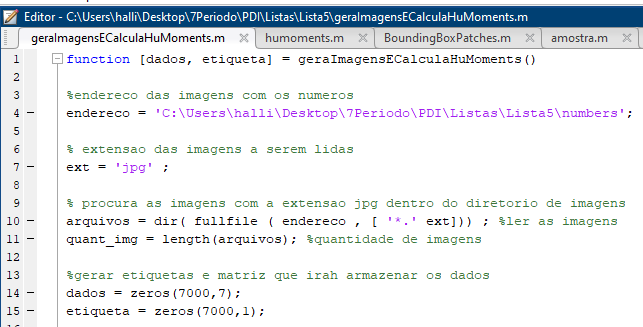 Editor - C:\Users\halli\Desktop\7Periodo\PDI\Listas\Lista5\geraImagensECalculaHuMoments.m
geraImagensECalculaHuMoments.m humoments.m BoundingBoxPatches.m amostra.m
1 function [dados, etiqueta] = geraImagensECalculaHuMoments()
2
3 %endereco das imagens com os numeros
4 endereco = 'C:\Users\halli\Desktop\7Periodo\PDI\Listas\Lista5\numbers';
5
6 % extensao das imagens a serem lidas
7 ext = 'jpg' ;
8
9 % procura as imagens com a extensao jpg dentro do diretorio de imagens
10 arquivos = dir( fullfile ( endereco , [ '*.' ext])) ; %ler as imagens
11 quant_img = length(arquivos); %quantidade de imagens
12
13 %gerar etiquetas e matriz que irah armazenar os dados
14 dados = zeros(7000,7);
15 etiqueta = zeros(7000,1);